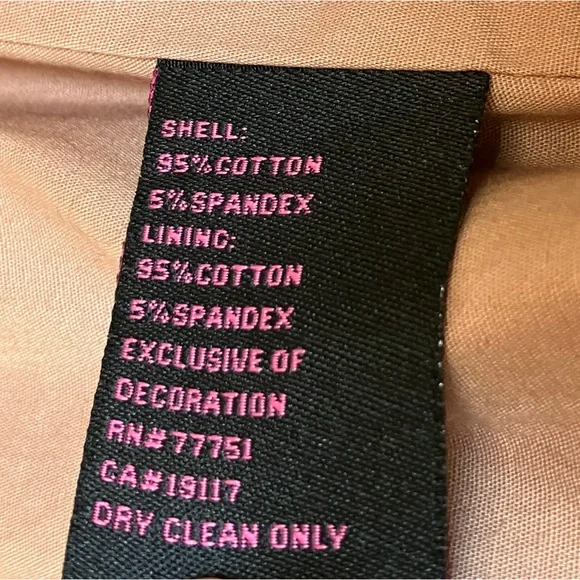 SHELL:
95%COTTON
5%SPANDEX
LINING:
95%COTTON
5%SPANDEX
EXCLUSIVE OF
DECORATION
RN#77751
CA#19117
DRY CLEAN ONLY